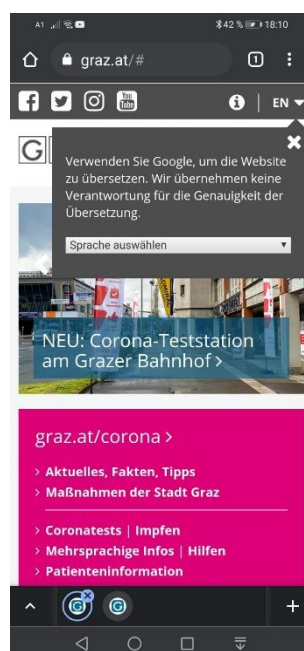 A1
42 % 18:10
graz.at/#
1
You
Tube
EN
G
Verwenden Sie Google, um die Website
zu übersetzen. Wir übernehmen keine
Verantwortung für die Genauigkeit der
Übersetzung.
Sprache auswählen
NEU: Corona-Teststation
am Grazer Bahnhof >
graz.at/corona >
> Aktuelles, Fakten, Tipps
> Maßnahmen der Stadt Graz
> Coronatests | Impfen
> Mehrsprachige Infos | Hilfen
> Patienteninformation
G G